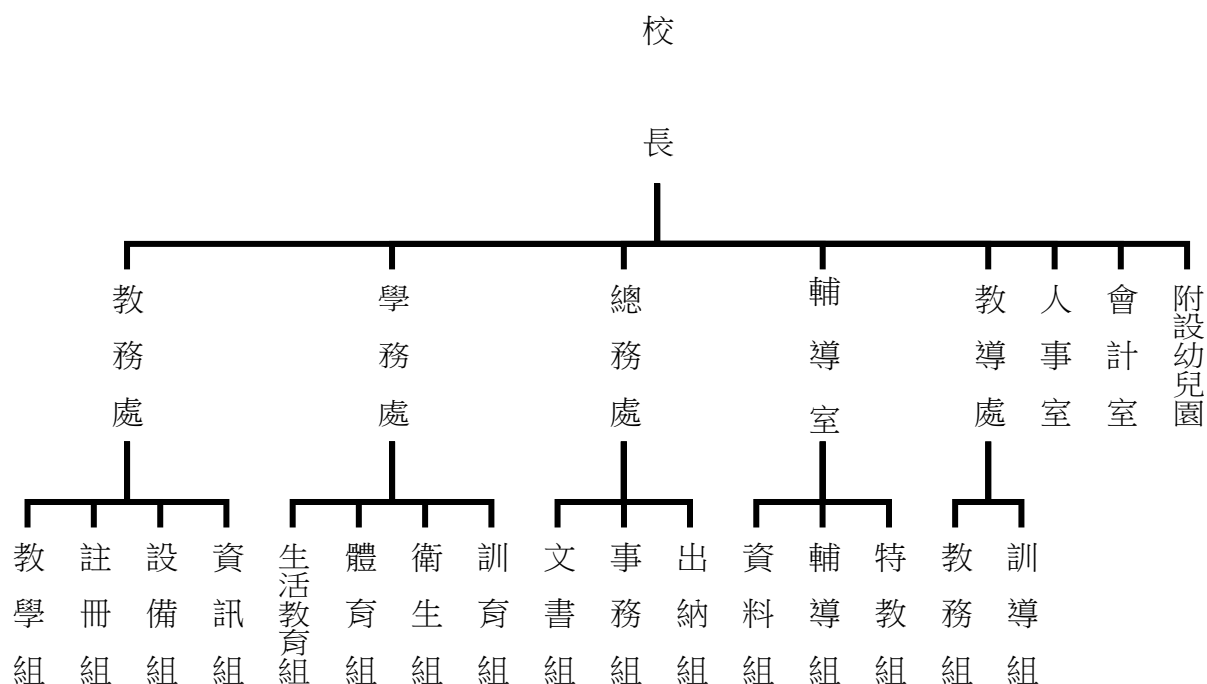 校長
教務處
學務處
總務處
輔導室
教導處
人事室
會計室
附設幼兒園
教學組
註冊組
設備組
資訊組
生活教育組
體育組
衛生組
訓育組
文書組
事務組
出納組
資料組
輔導組
特教組
教務組
訓導組